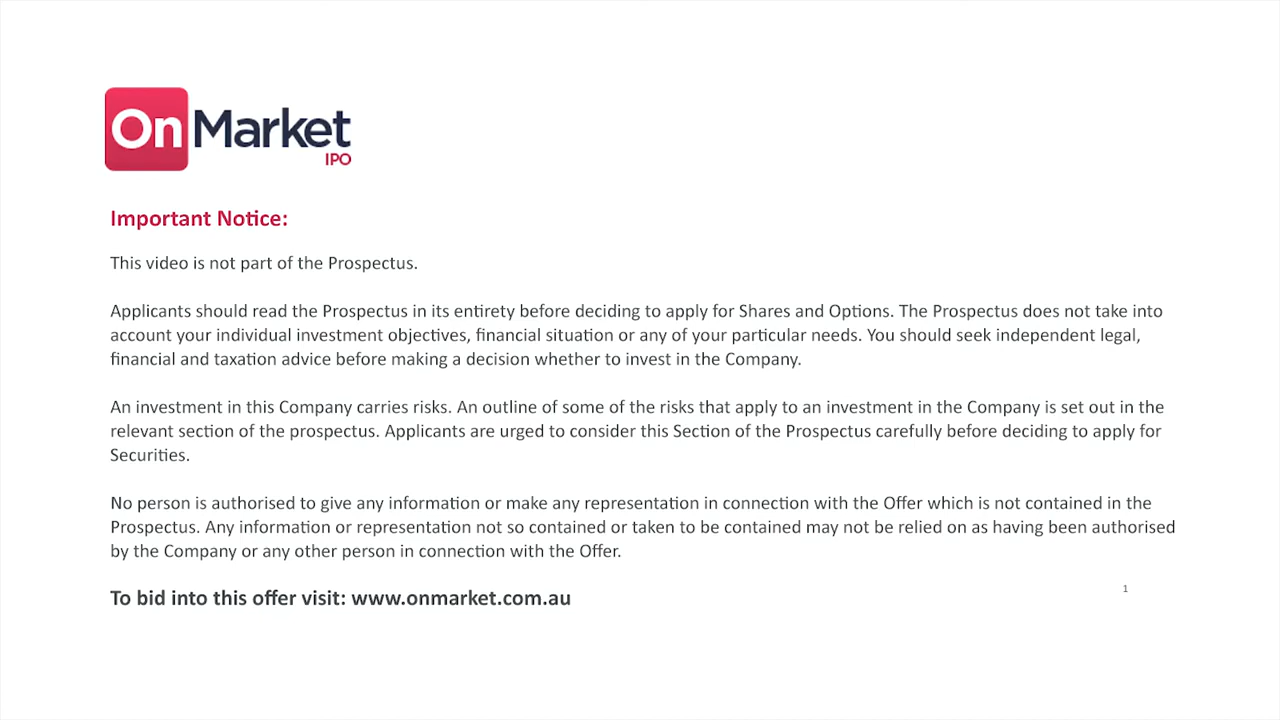 OnMarket
IPO
Important Notice:
This video is not part of the Prospectus.
Applicants should read the Prospectus in its entirety before deciding to apply for Shares and Options. The Prospectus does not take into
account your individual investment objectives, financial situation or any of your particular needs. You should seek independent legal,
financial and taxation advice before making a decision whether to invest in the Company.
An investment in this Company carries risks. An outline of some of the risks that apply to an investment in the Company is set out in the
relevant section of the prospectus. Applicants are urged to consider this Section of the Prospectus carefully before deciding to apply for
Securities.
No person is authorised to give any information or make any representation in connection with the Offer which is not contained in the
Prospectus. Any information or representation not so contained or taken to be contained may not be relied on as having been authorised
by the Company or any other person in connection with the Offer.
To bid into this offer visit: www.onmarket.com.au
1